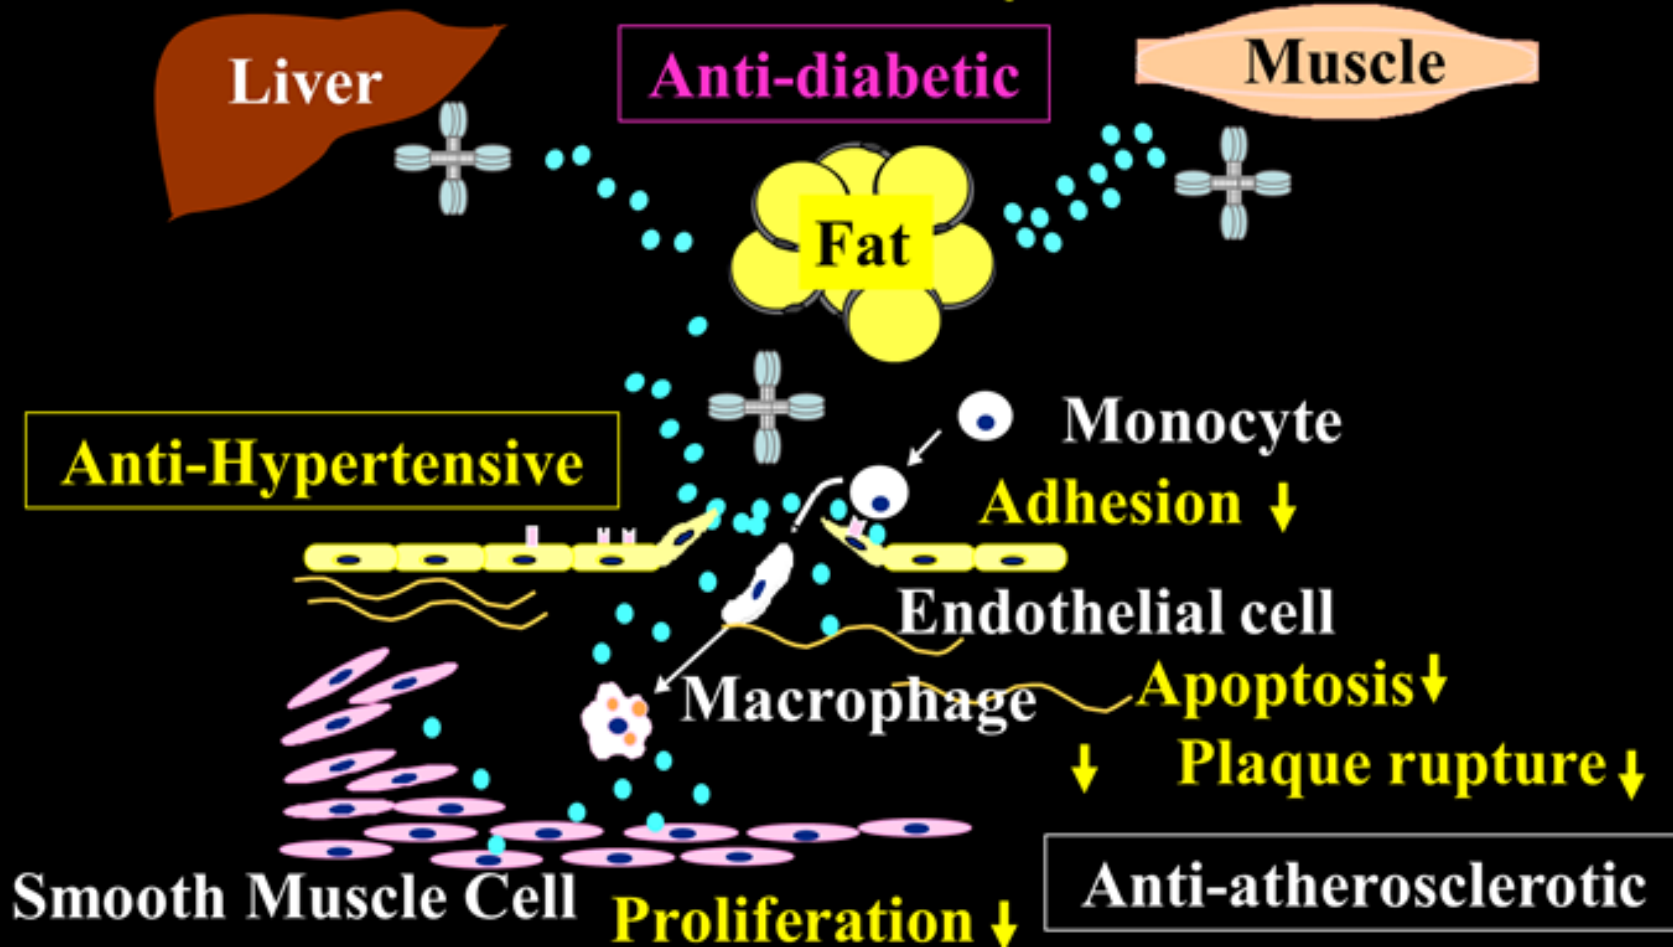 Liver
Anti-diabetic
Muscle
Fat
Monocyte
Anti-Hypertensive
Adhesion ↓
Endothelial cell
Macrophage
Apoptosis↓
↓ Plaque rupture↓
Smooth Muscle Cell
Proliferation ↓
Anti-atherosclerotic